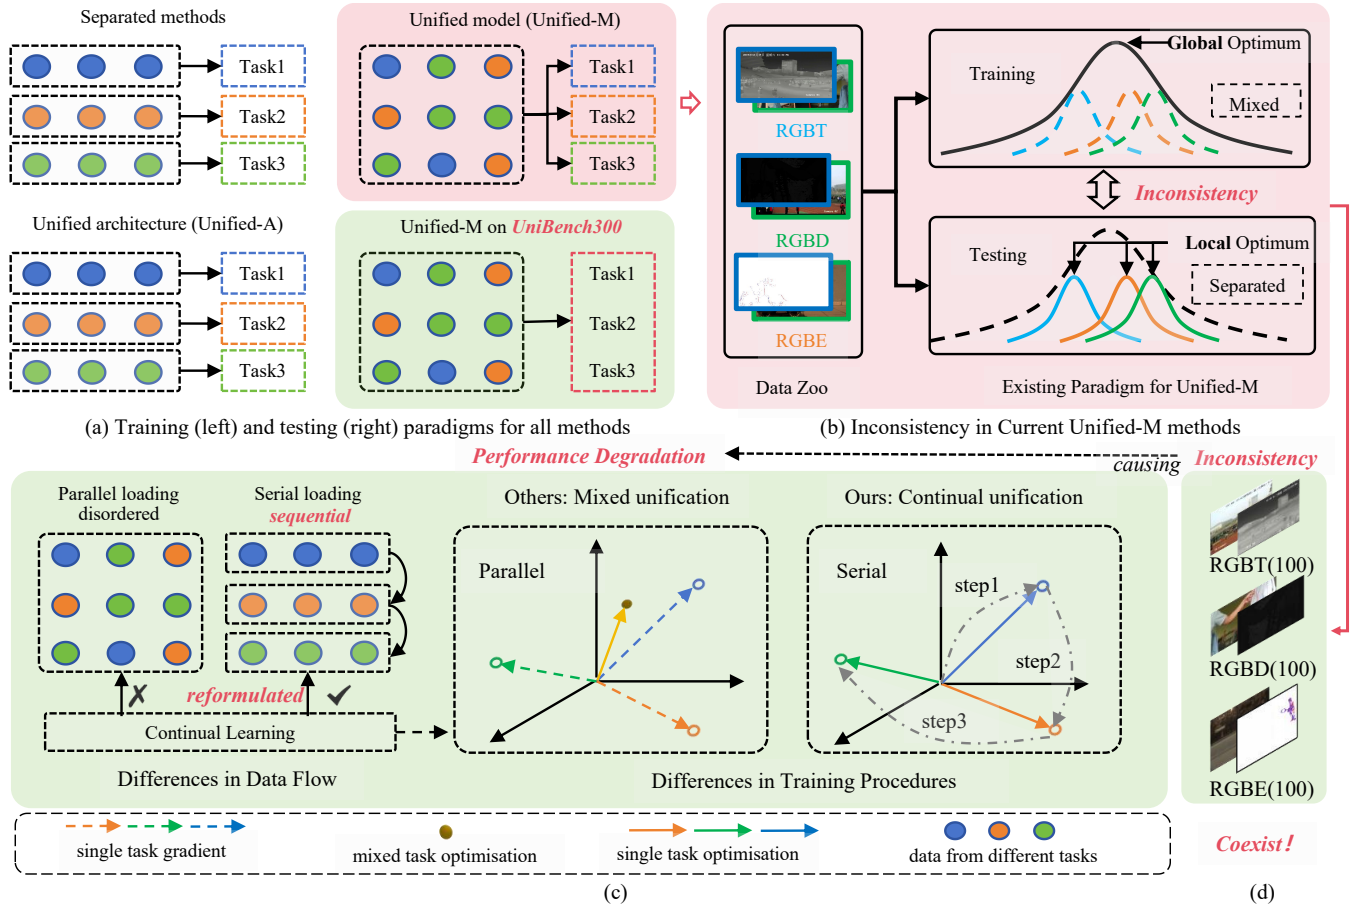 Separated methods
Task1
Task2
Task3
Unified model (Unified-M)
Task1
Task2
Task3
Unified architecture (Unified-A)
Task1
Task2
Task3
Unified-M on UniBench300
Task1
Task2
Task3
(a) Training (left) and testing (right) paradigms for all methods
RGBT
RGBD
RGBE
Data Zoo
Training
Global Optimum
Mixed
Inconsistency
Testing
Local Optimum
Separated
Existing Paradigm for Unified-M
(b) Inconsistency in Current Unified-M methods
Performance Degradation
causing
Inconsistency
Parallel loading
disordered
Serial loading
sequential
reformulated
Continual Learning
Differences in Data Flow
Others: Mixed unification
Parallel
Ours: Continual unification
Serial
step1
step2
step3
Differences in Training Procedures
RGBT(100)
RGBD(100)
RGBE(100)
Coexist!
single task gradient
mixed task optimisation
single task optimisation
data from different tasks
(c)
(d)